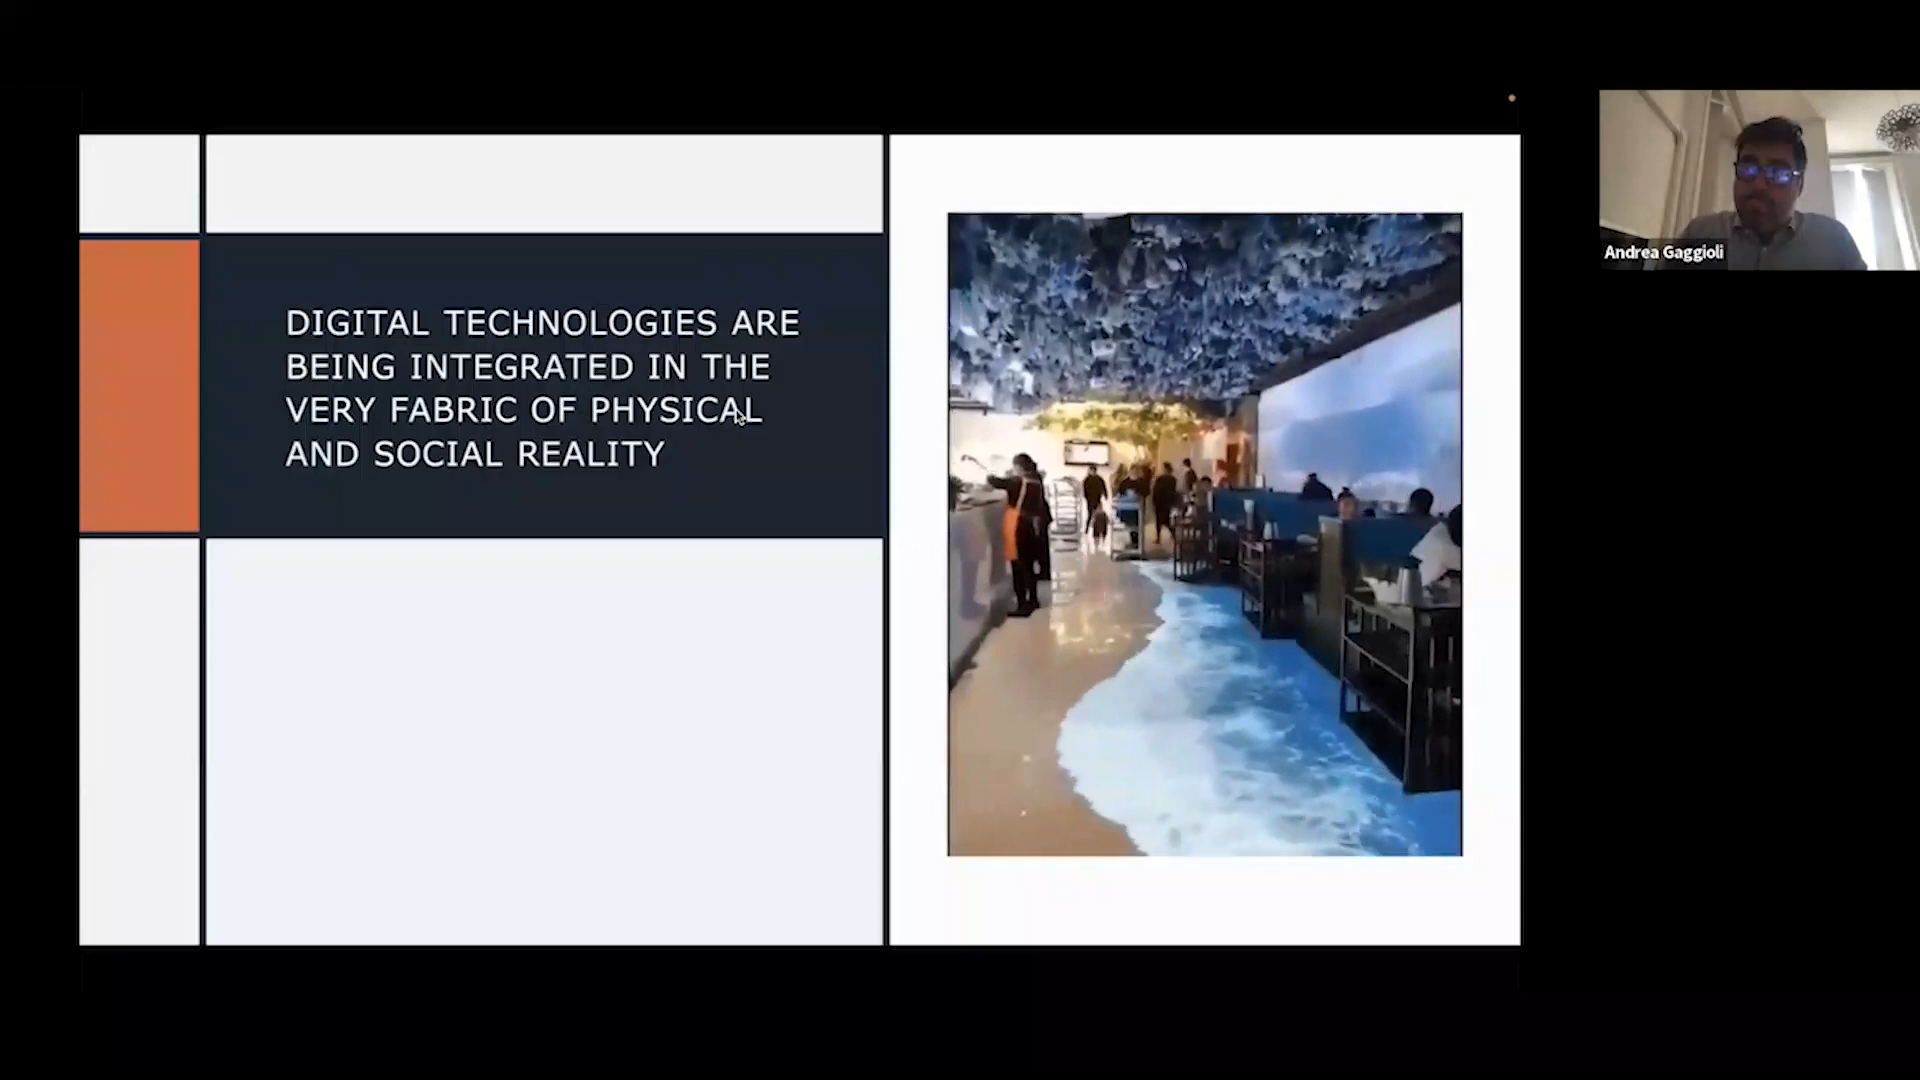 DIGITAL TECHNOLOGIES ARE
BEING INTEGRATED IN THE
VERY FABRIC OF PHYSICAL
AND SOCIAL REALITY
Andrea Gaggioli